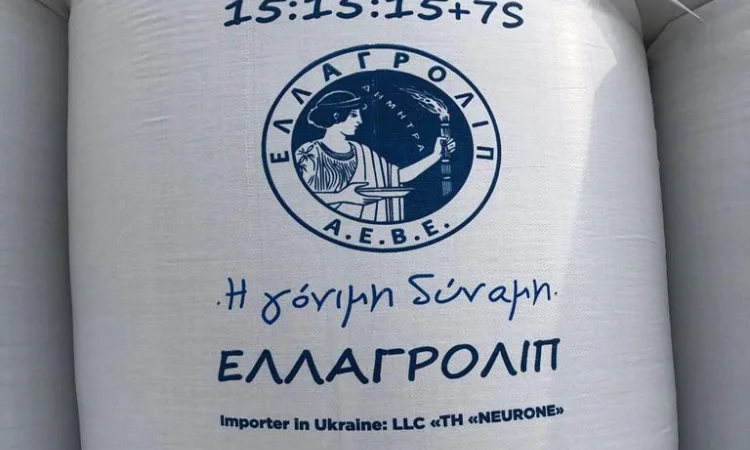 15:15:15+7S
ΕΛΛΑΓΡΟΛΙΠ
ΔΗΜΗΤΡΑ
Α.Ε.Β.Ε.
Η γόνιμη δύναμη
ΕΛΛΑΓΡΟΛΙΠ
Importer in Ukraine: LLC «TH «NEURONE»